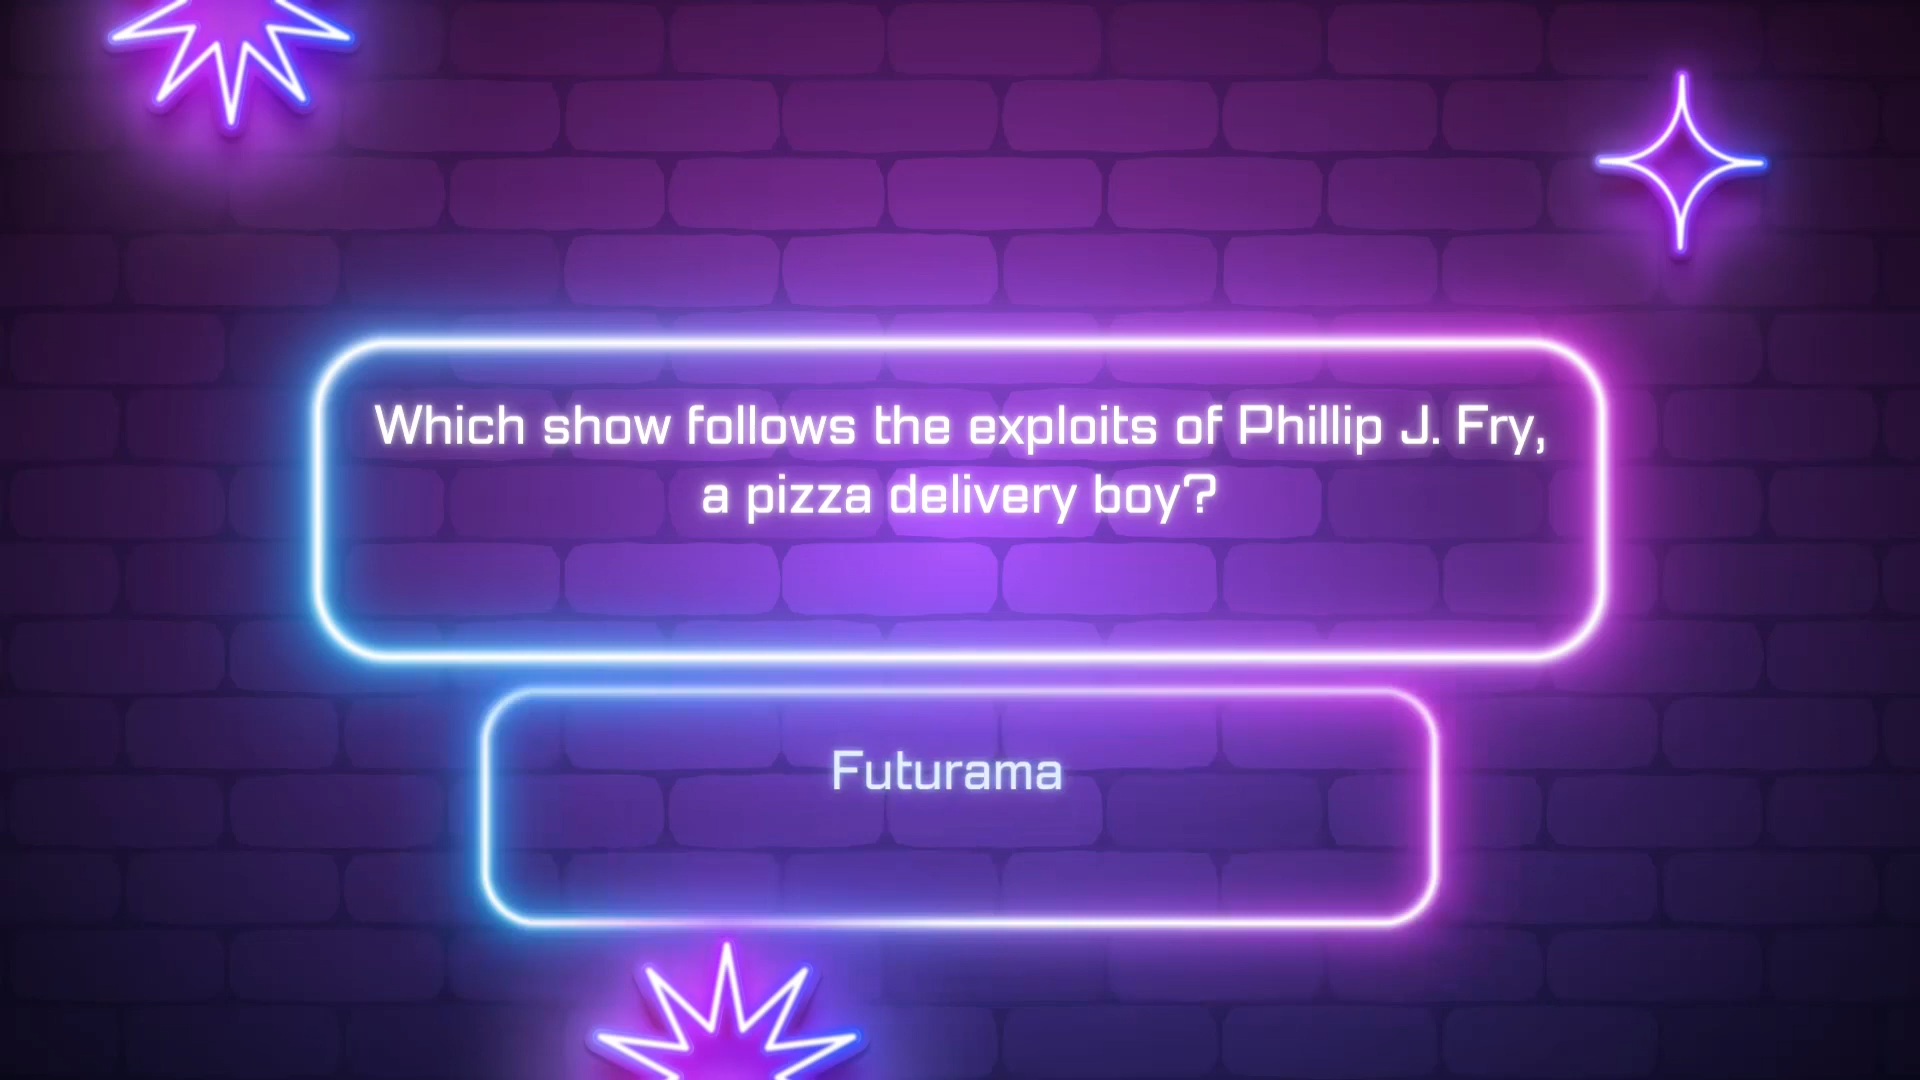 Which show follows the exploits of Phillip J. Fry,
a pizza delivery boy?
Futurama